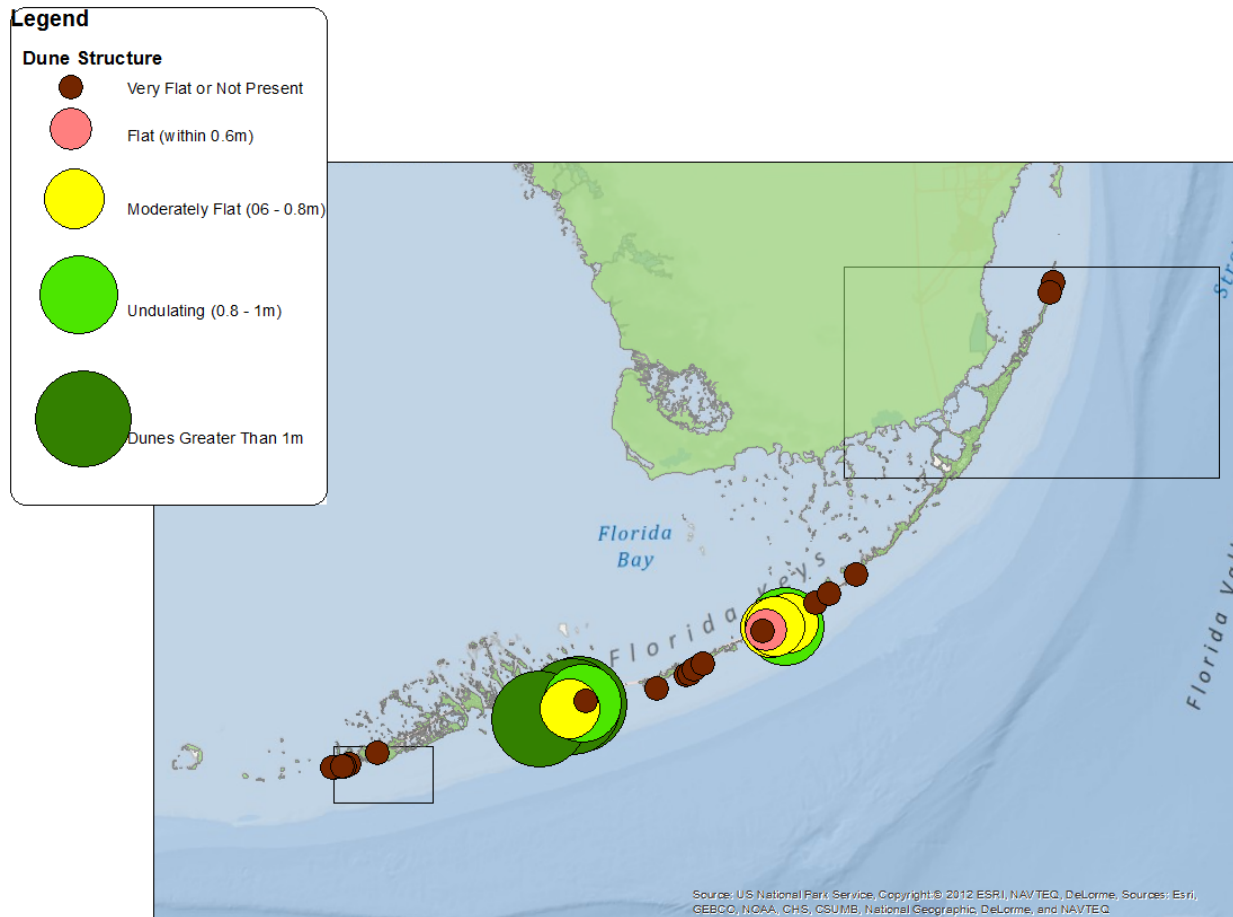 Legend
Dune Structure
Very Flat or Not Present
Flat (within 0.6m)
Moderately Flat (06 - 0.8m)
Undulating (0.8 - 1m)
Dunes Greater Than 1m
Florida
Bay
Florida Keys
Florida
Source: US National Park Service, Copyright:© 2012 ESRI, NAVTEQ, DeLorme, Sources: Esri,
GEBCO, NOAA, CHS, CSUMB, National Geographic, DeLorme, and NAVTEQ